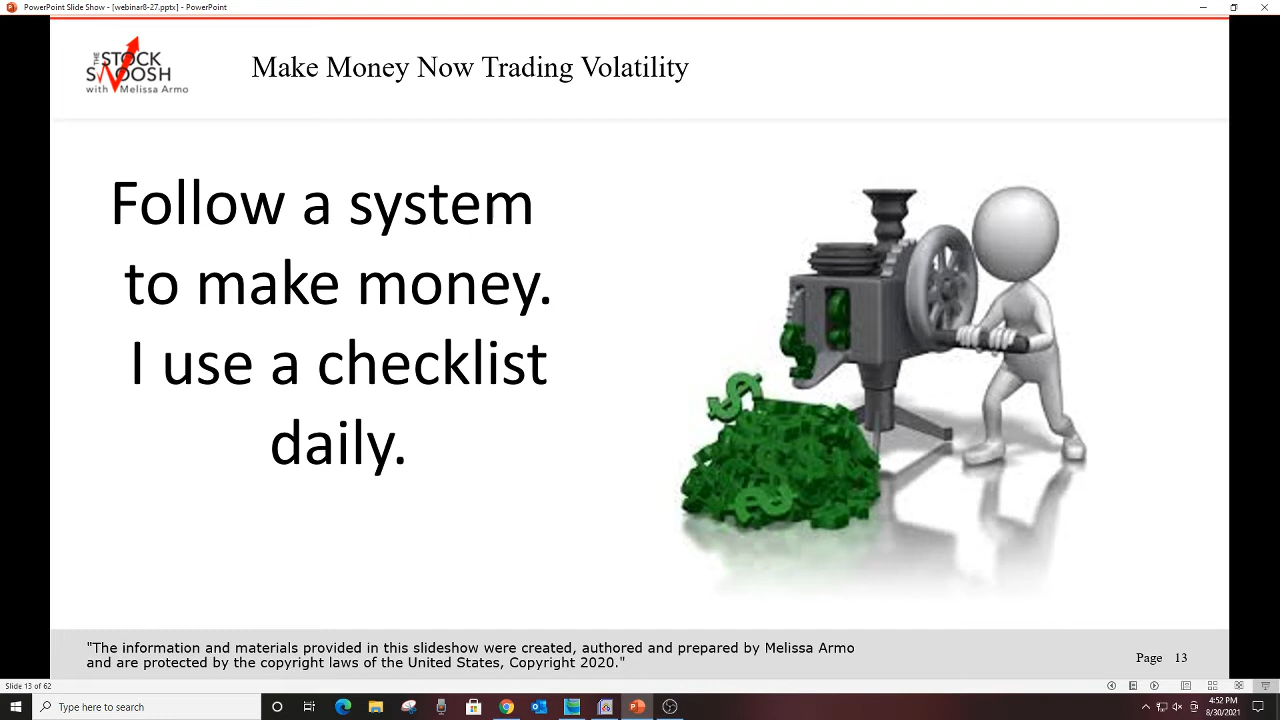 PowerPoint Slide Show - [webinar8-27.pptx] - PowerPoint
THE
STOCK
SWOOSH
with Melissa Armo
Make Money Now Trading Volatility
Follow a system
to make money.
I use a checklist
daily.
"The information and materials provided in this slideshow were created, authored and prepared by Melissa Armo
and are protected by the copyright laws of the United States, Copyright 2020."
Page 13
Slide 13 of 62
Type here to search
4:52 PM
8/30/2021